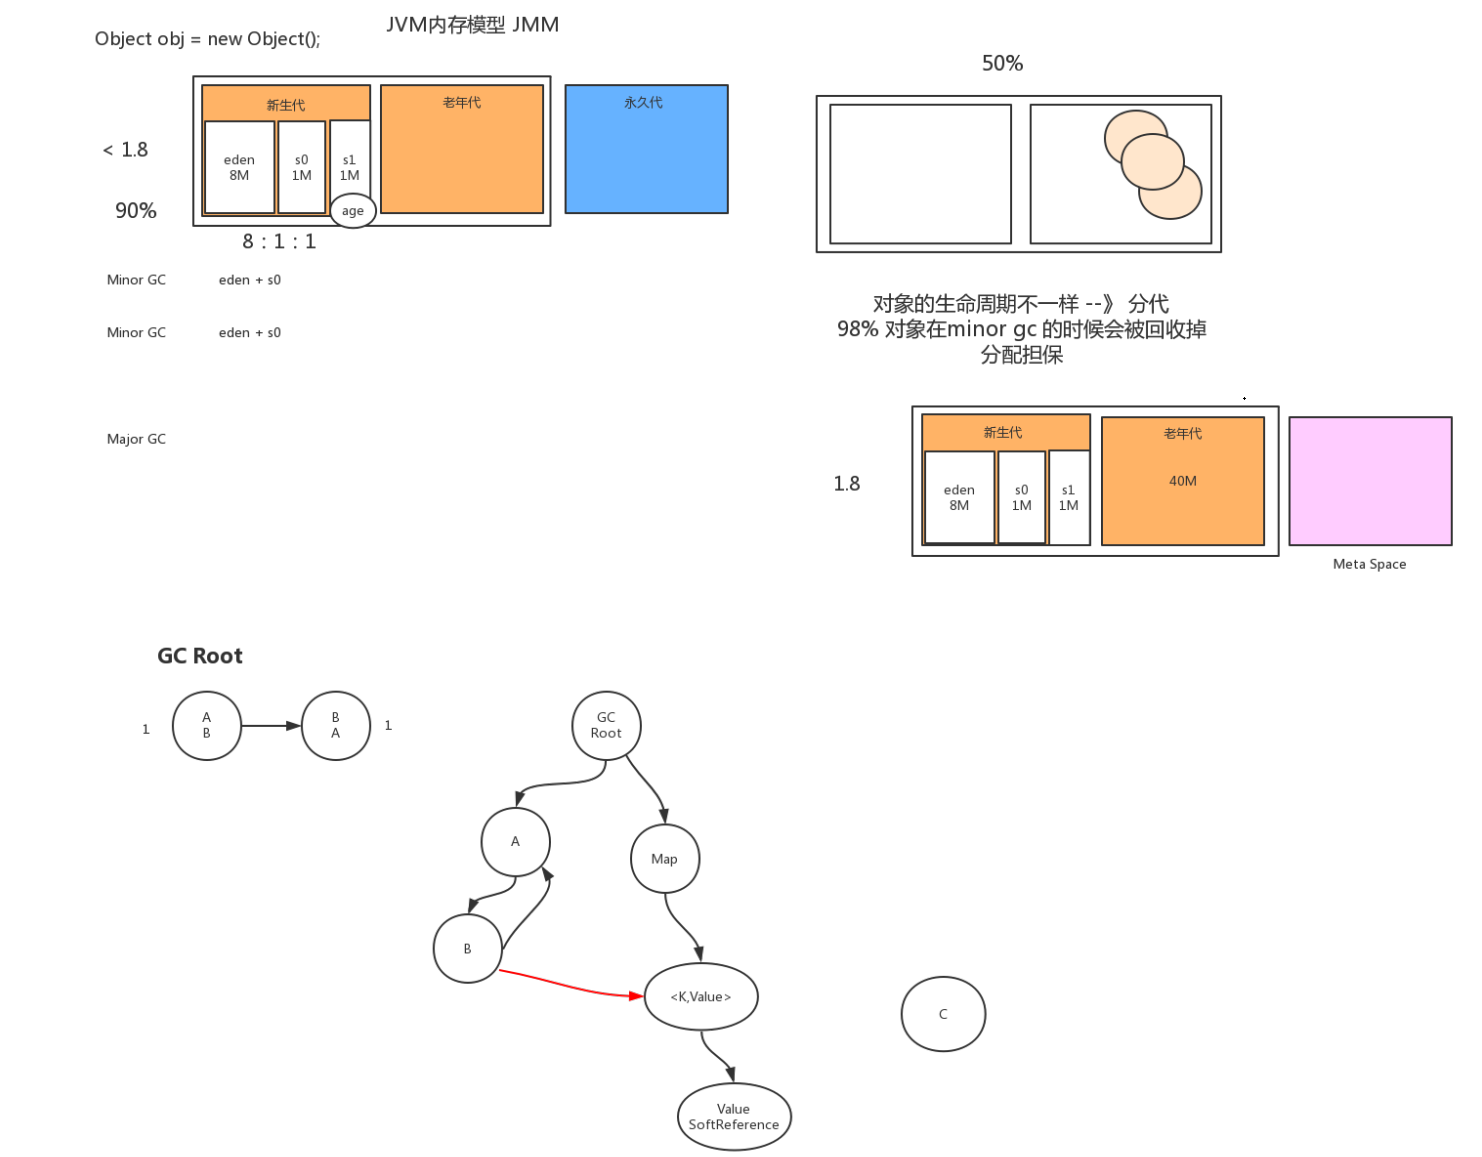 JVM内存模型 JMM
Object obj = new Object();
新生代
老年代
永久代
< 1.8
eden
8M
s0
1M
s1
1M
90%
age
8 : 1 : 1
Minor GC
eden + s0
Minor GC
eden + s0
Major GC
50%
对象的生命周期不一样 --》 分代
98% 对象在minor gc 的时候会被回收掉
分配担保
1.8
新生代
老年代
eden
8M
s0
1M
s1
1M
40M
Meta Space
GC Root
1
A
B
B
A
1
GC
Root
A
Map
B
<K,Value>
C
Value
SoftReference